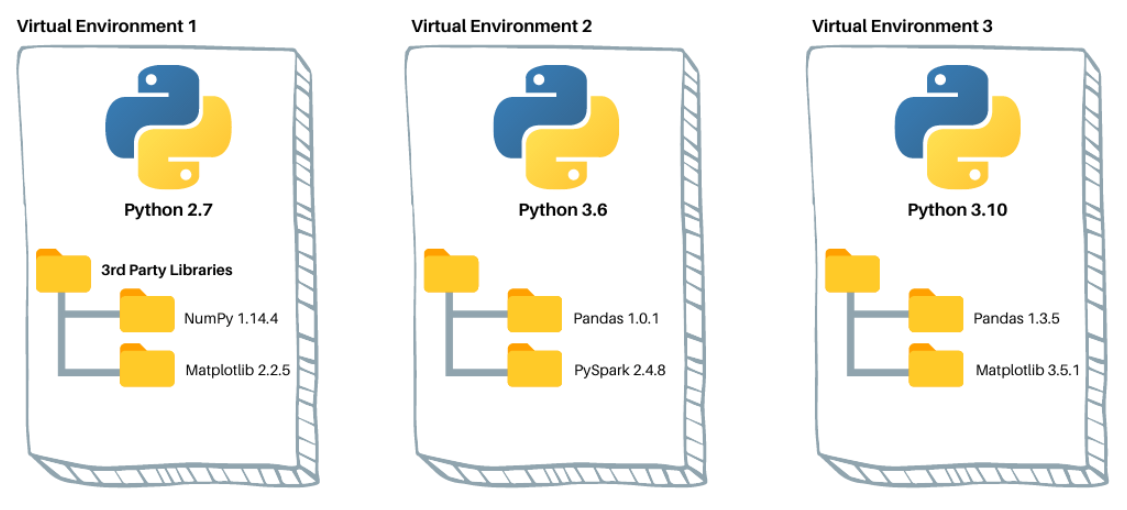 Virtual Environment 1
Python 2.7
3rd Party Libraries
NumPy 1.14.4
Matplotlib 2.2.5
Virtual Environment 2
Python 3.6
Pandas 1.0.1
PySpark 2.4.8
Virtual Environment 3
Python 3.10
Pandas 1.3.5
Matplotlib 3.5.1